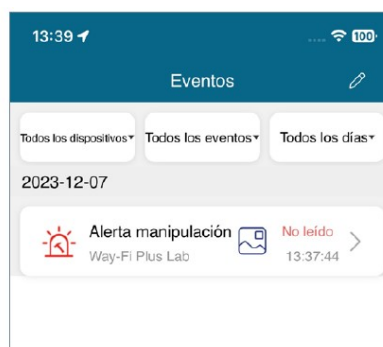 13:39
100
Eventos
Todos los dispositivos Todos los eventos Todos los días
2023-12-07
Alerta manipulación No leído
Way-Fi Plus Lab 13:37:44